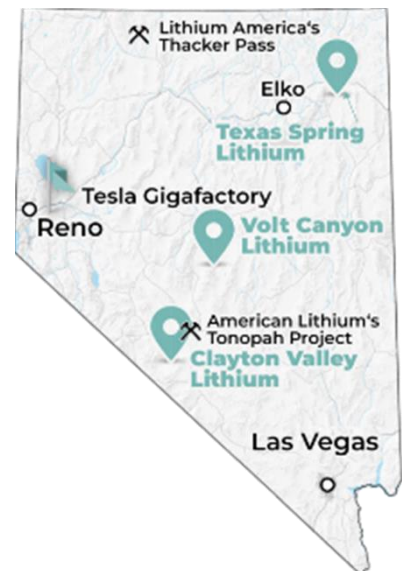 Lithium America's
Thacker Pass
Elko
Texas Spring
Lithium
Tesla Gigafactory
Reno
Volt Canyon
Lithium
American Lithium's
Tonopah Project
Clayton Valley
Lithium
Las Vegas